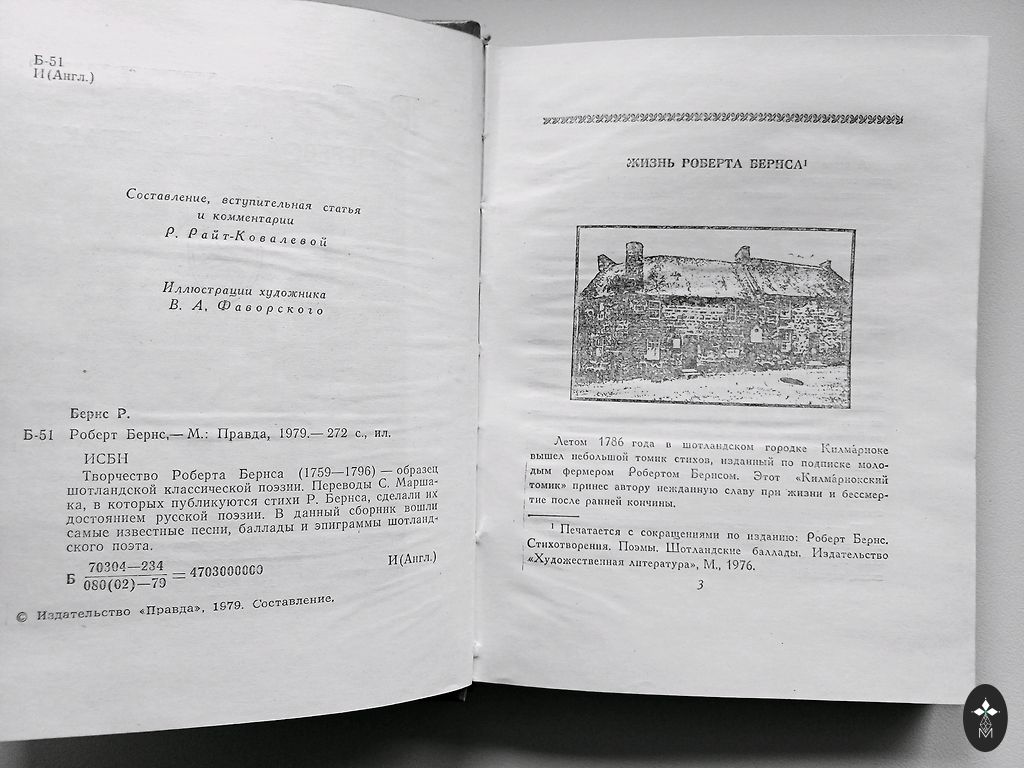 Б-51
И(Англ.)
Составление, вступительная статья
и комментарии
Р. Райт-Ковалевой
Иллюстрации художника
В. А. Фаворского
Бернс Р.
Б-51 Роберт Бернс,— М.: Правда, 1979.— 272 с., ил.
ИСБН
Творчество Роберта Бернса (1759—1796) — образец
шотландской классической поэзии. Переводы С. Марша-
ка, в которых публикуются стихи Р. Бернса, сделали их
достоянием русской поэзии. В данный сборник вошли
самые известные песни, баллады и эпиграммы шотланд-
ского поэта.
Б 70304—234
080(02)—79 = 4703000000
И(Англ.)
© Издательство «Правда», 1979. Составление.
ЖИЗНЬ РОБЕРТА БЕРНСА¹
Летом 1786 года в шотландском городке Килмáрноке
вышел небольшой томик стихов, изданный по подписке моло-
дым фермером Робертом Бернсом. Этот «Килмáрнокский
томик» принес автору нежданную славу при жизни и бессмер-
тие после ранней кончины.
¹ Печатается с сокращениями по изданию: Роберт Бернс.
Стихотворения. Поэмы. Шотландские баллады. Издательство
«Художественная литература», М., 1976.
3
М